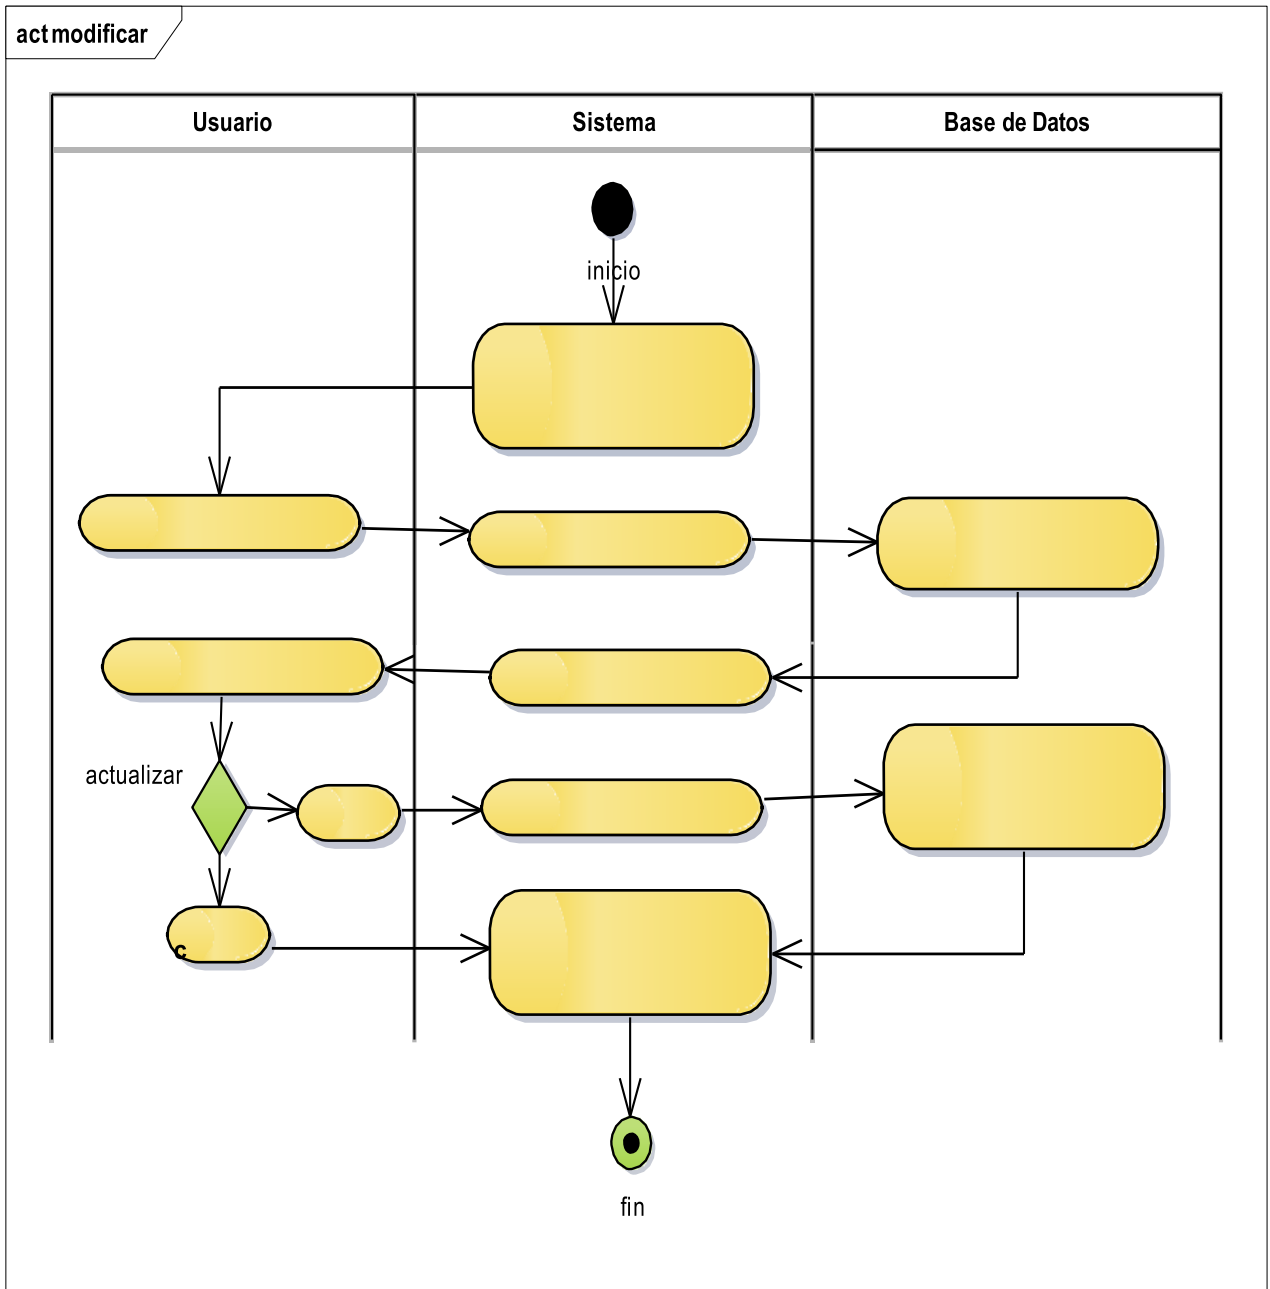 act modificar
Usuario
Sistema
Base de Datos
inicio
actualizar
c
fin